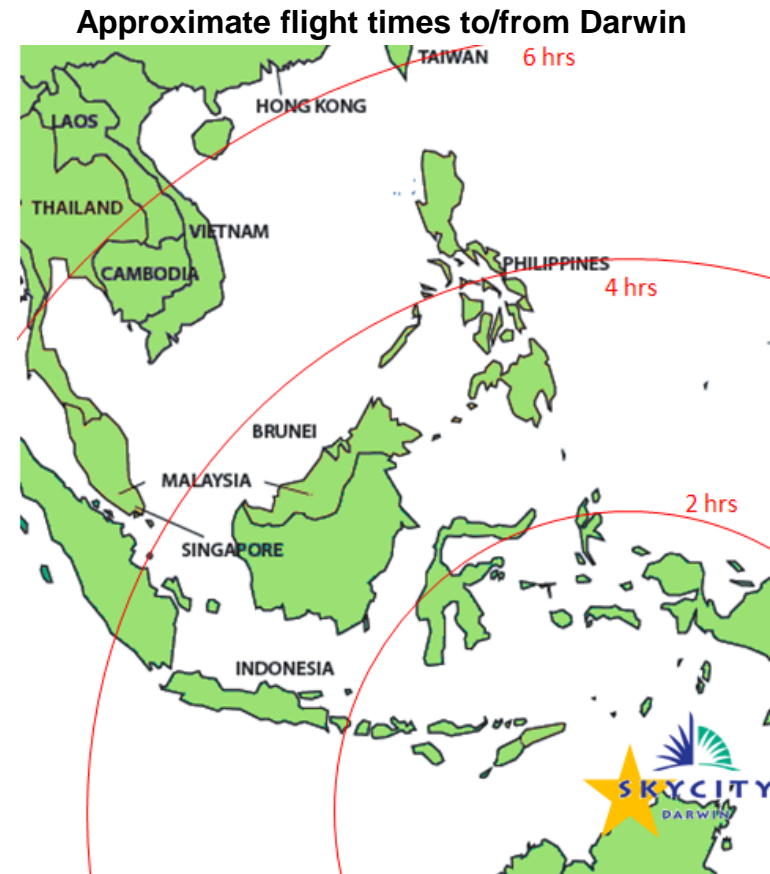 Approximate flight times to/from Darwin
TAIWAN
6 hrs
HONG KONG
LAOS
THAILAND
VIETNAM
PHILIPPINES
CAMBODIA
4 hrs
BRUNEI
MALAYSIA
2 hrs
SINGAPORE
INDONESIA
SKYCITY
DARWIN